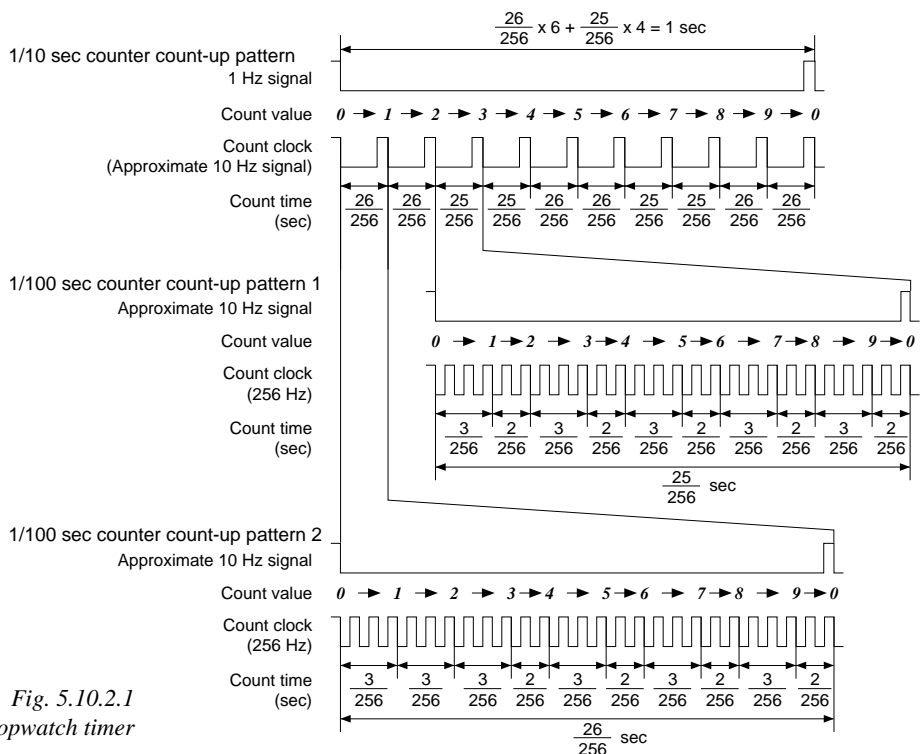 26/256 x 6 + 25/256 x 4 = 1 sec
1/10 sec counter count-up pattern
1 Hz signal
Count value 0 → 1 → 2 → 3 → 4 → 5 → 6 → 7 → 8 → 9 → 0
Count clock
(Approximate 10 Hz signal)
Count time (sec) 26/256 26/256 25/256 25/256 26/256 26/256 25/256 25/256 26/256 26/256
1/100 sec counter count-up pattern 1
Approximate 10 Hz signal
Count value 0 → 1 → 2 → 3 → 4 → 5 → 6 → 7 → 8 → 9 → 0
Count clock
(256 Hz)
Count time (sec) 3/256 2/256 3/256 2/256 3/256 2/256 3/256 2/256 3/256 2/256
25/256 sec
1/100 sec counter count-up pattern 2
Approximate 10 Hz signal
Count value 0 → 1 → 2 → 3 → 4 → 5 → 6 → 7 → 8 → 9 → 0
Count clock
(256 Hz)
Count time (sec) 3/256 3/256 3/256 2/256 3/256 2/256 3/256 2/256 3/256 2/256
26/256 sec
Fig. 5.10.2.1
timer